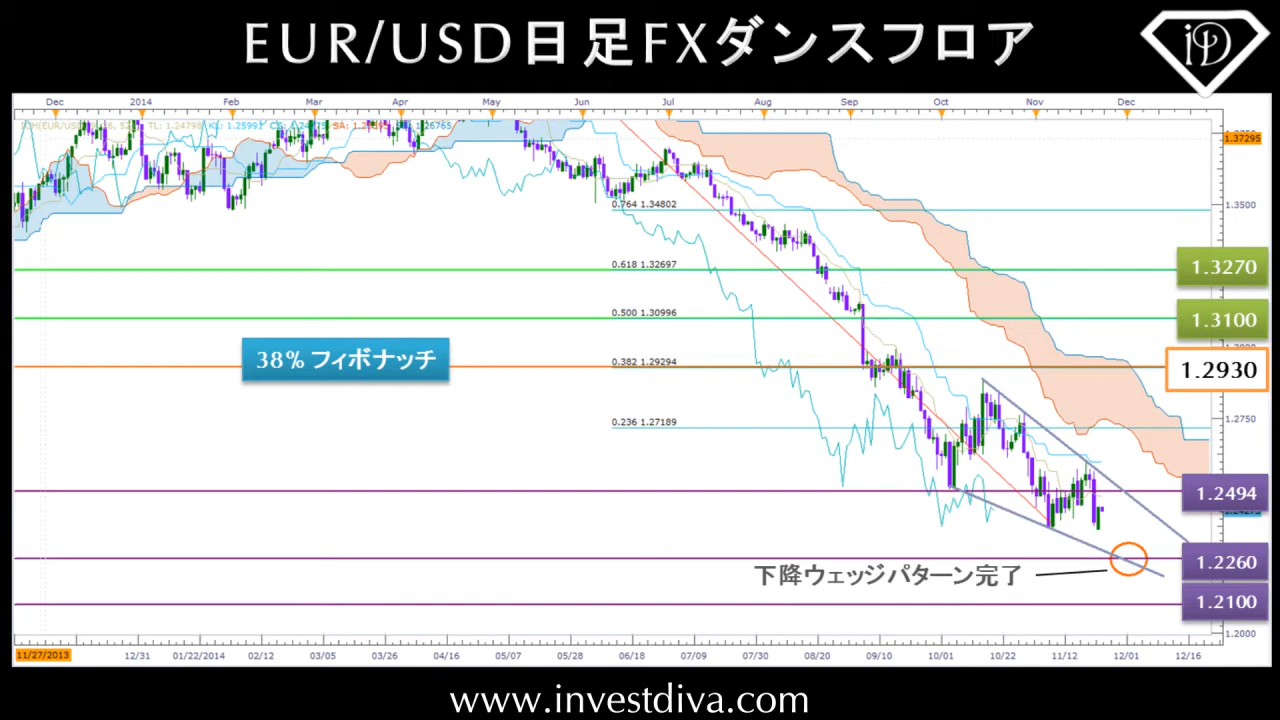 EUR/USD日足FXダンスフロア
Dec 2014 Feb Mar Apr May Jun Jul Aug Sep Oct Nov Dec
1.37295
1.3500
0.764 1.34802
0.618 1.32697
1.3270
0.500 1.30996
1.3100
38% フィボナッチ
0.382 1.29294
1.2930
0.236 1.27189
1.2750
1.2494
1.2260
下降ウェッジパターン完了
1.2100
1.2000
11/27/2013 12/31 01/22/2014 02/12 03/05 03/26 04/16 05/07 05/28 06/18 07/09 07/30 08/20 09/10 10/01 10/22 11/12 12/01 12/16
www.investdiva.com